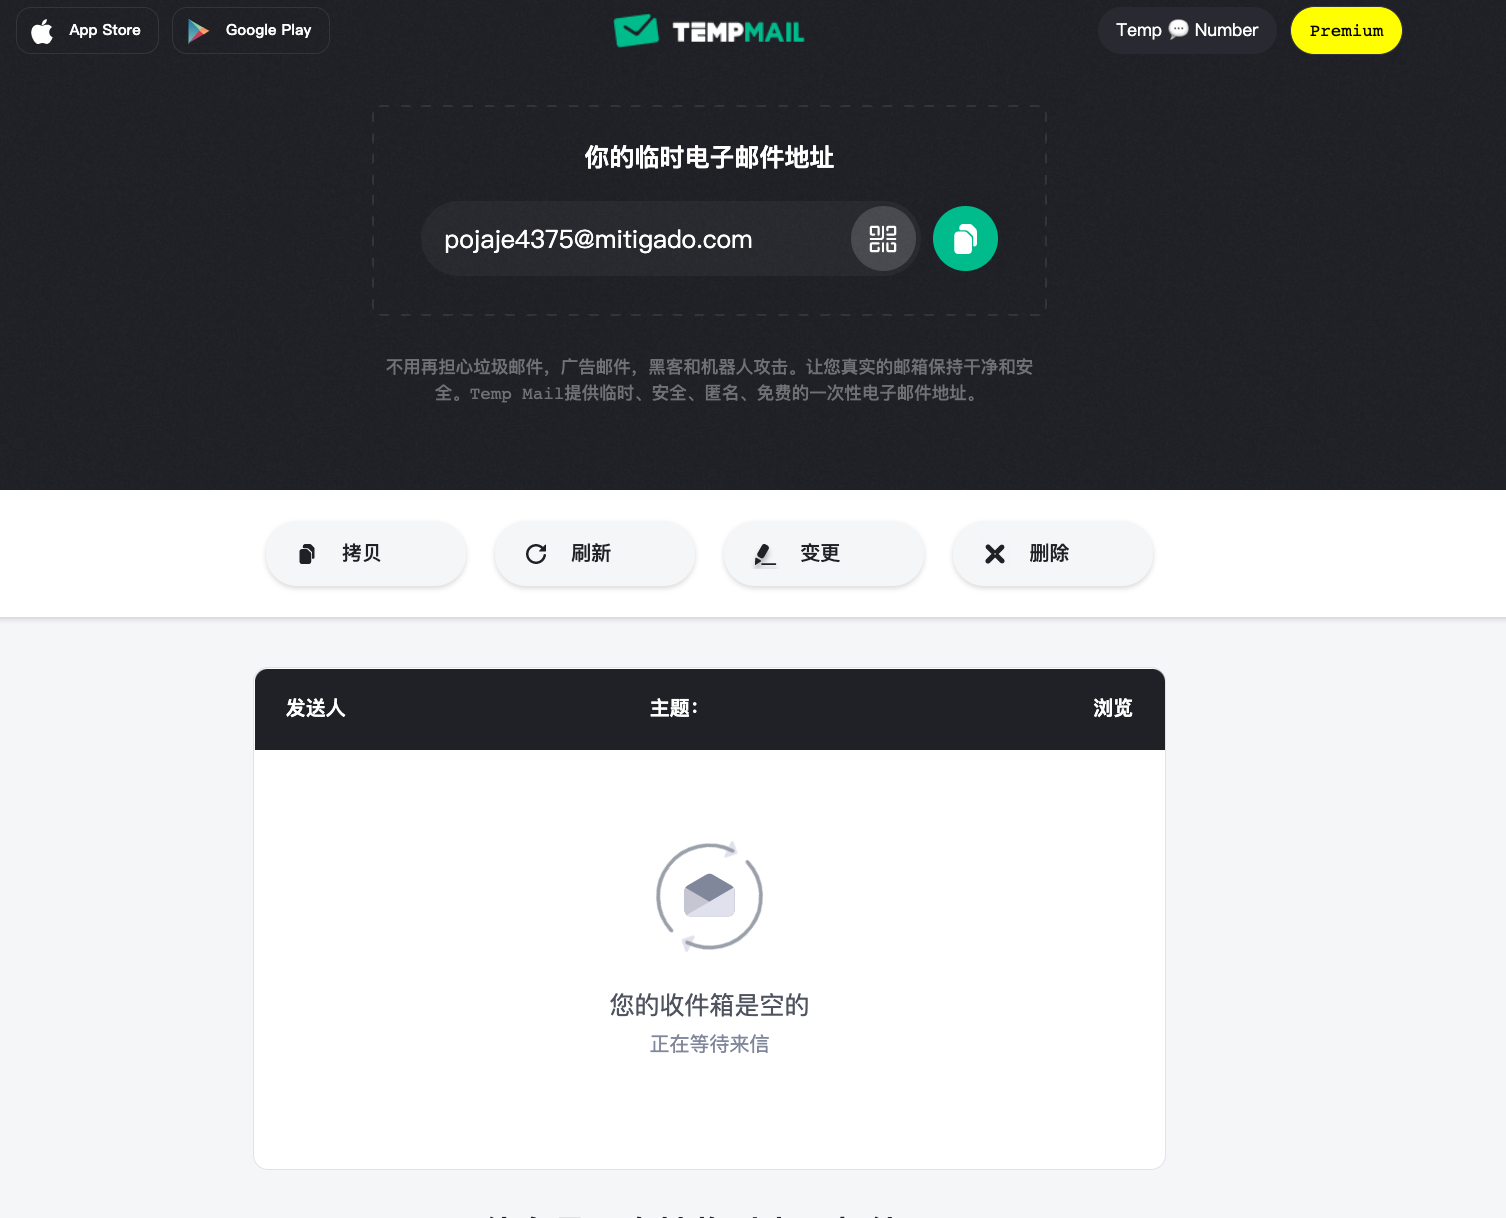 App Store
Google Play
TEMPMAIL
Temp 💬 Number
Premium
你的临时电子邮件地址
pojaje4375@mitigado.com
不用再担心垃圾邮件，广告邮件，黑客和机器人攻击。让您真实的邮箱保持干净和安
全。Temp Mail提供临时、安全、匿名、免费的一次性电子邮件地址。
拷贝
刷新
变更
删除
发送人
主题：
浏览
您的收件箱是空的
正在等待来信